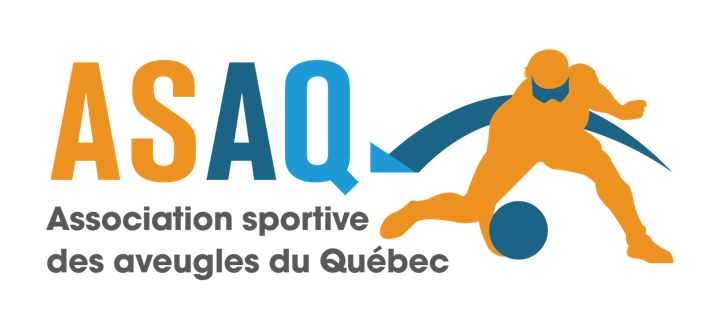 ASAQ
Association sportive
des aveugles du Québec